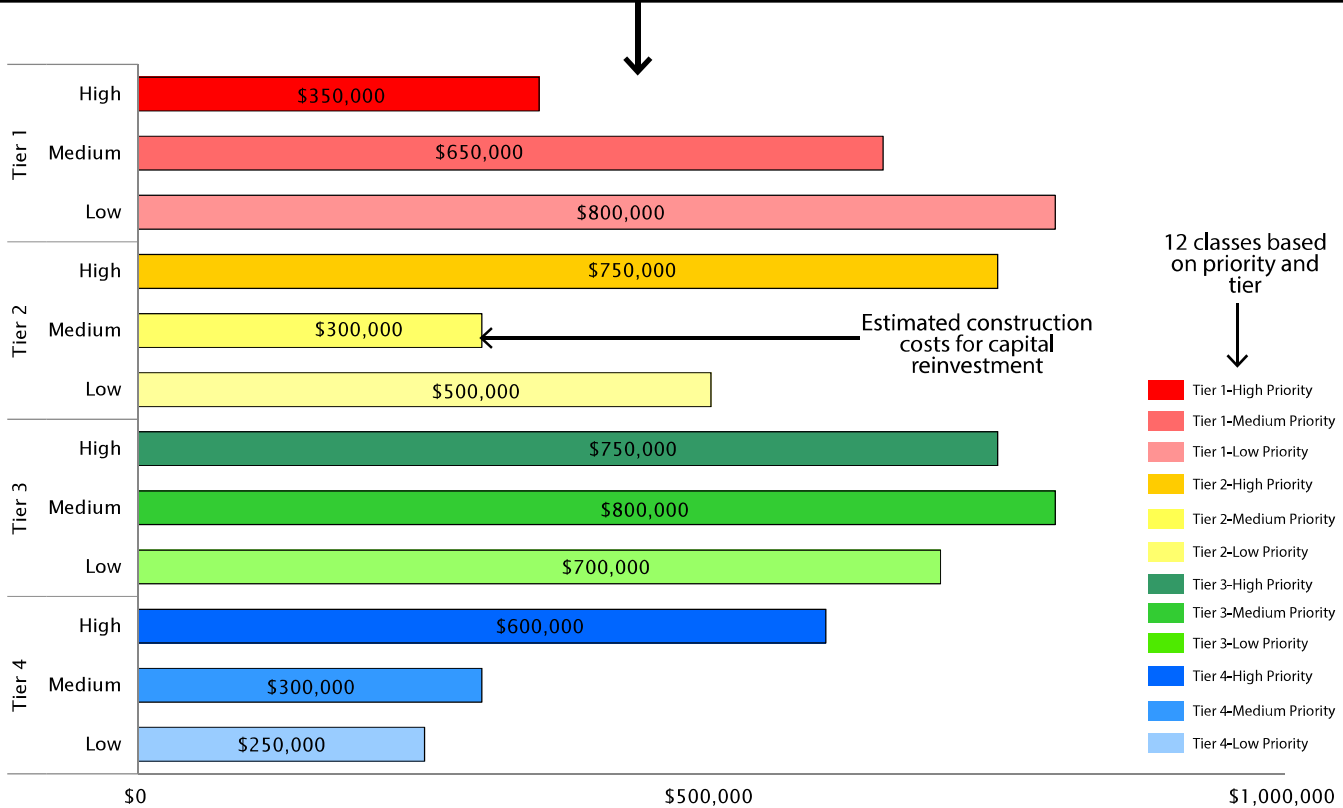 Tier 1
High
$350,000
Medium
$650,000
Low
$800,000
Tier 2
High
$750,000
Medium
$300,000
Low
$500,000
Tier 3
High
$750,000
Medium
$800,000
Low
$700,000
Tier 4
High
$600,000
Medium
$300,000
Low
$250,000
$0
$500,000
$1,000,000
Estimated construction
costs for capital
reinvestment
12 classes based
on priority and
tier
Tier 1-High Priority
Tier 1-Medium Priority
Tier 1-Low Priority
Tier 2-High Priority
Tier 2-Medium Priority
Tier 2-Low Priority
Tier 3-High Priority
Tier 3-Medium Priority
Tier 3-Low Priority
Tier 4-High Priority
Tier 4-Medium Priority
Tier 4-Low Priority